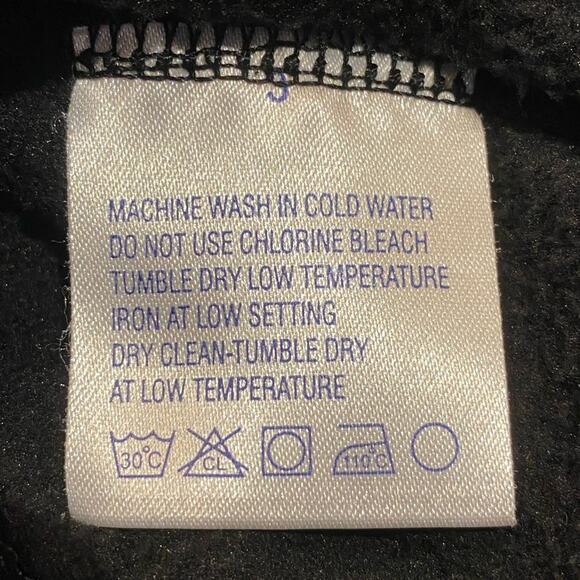 MACHINE WASH IN COLD WATER
DO NOT USE CHLORINE BLEACH
TUMBLE DRY LOW TEMPERATURE
IRON AT LOW SETTING
DRY CLEAN-TUMBLE DRY
AT LOW TEMPERATURE
30°C CL 110°C